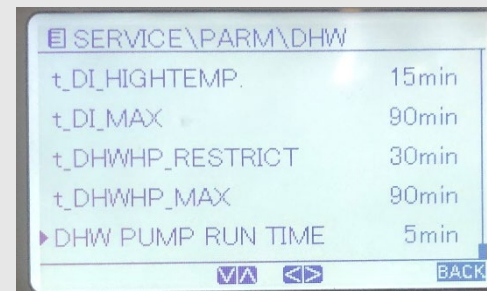 SERVICE\PARM\DHW
t_DI_HIGHTEMP. 15min
t_DI_MAX 90min
t_DHWHP_RESTRICT 30min
t_DHWHP_MAX 90min
DHW PUMP RUN TIME 5min
BACK